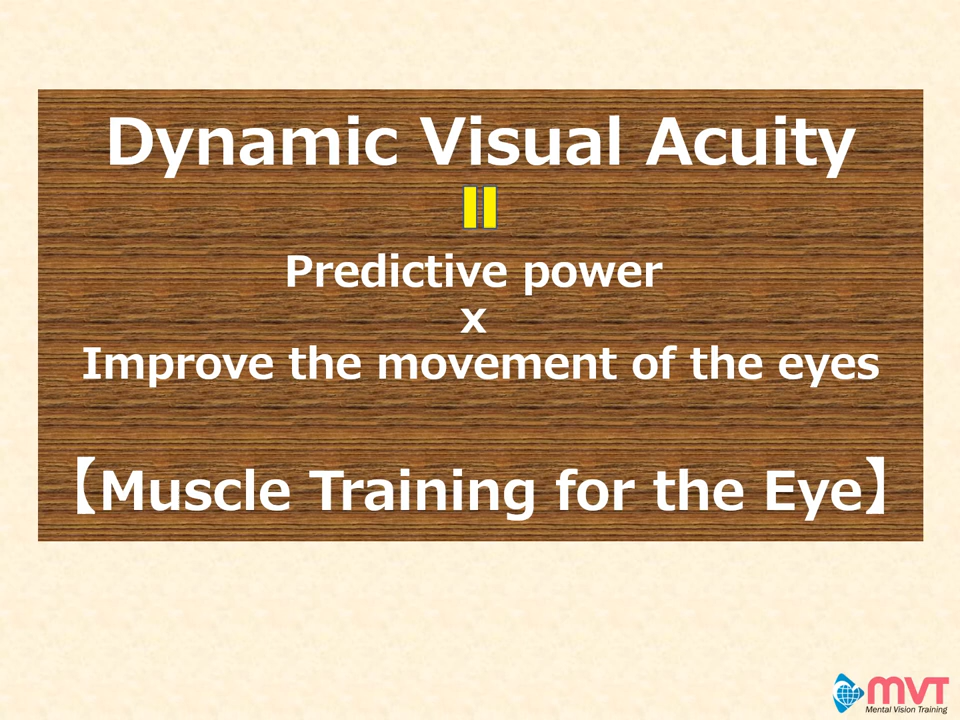 Dynamic Visual Acuity
Predictive power
x
Improve the movement of the eyes
【Muscle Training for the Eye】
MVT
Mental Vision Training